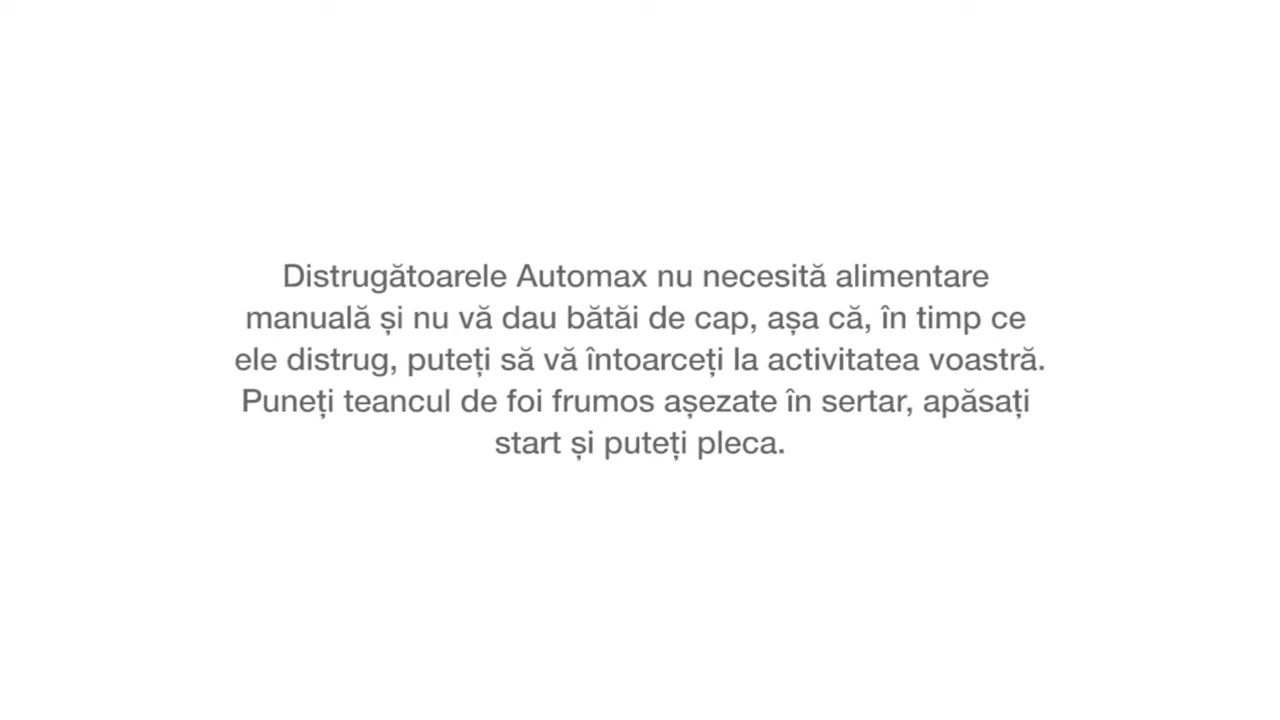 Distrugătoarele Automax nu necesită alimentare
manuală și nu vă dau bătăi de cap, așa că, în timp ce
ele distrug, puteți să vă întoarceți la activitatea voastră.
Puneți teancul de foi frumos așezate în sertar, apăsați
start și puteți pleca.